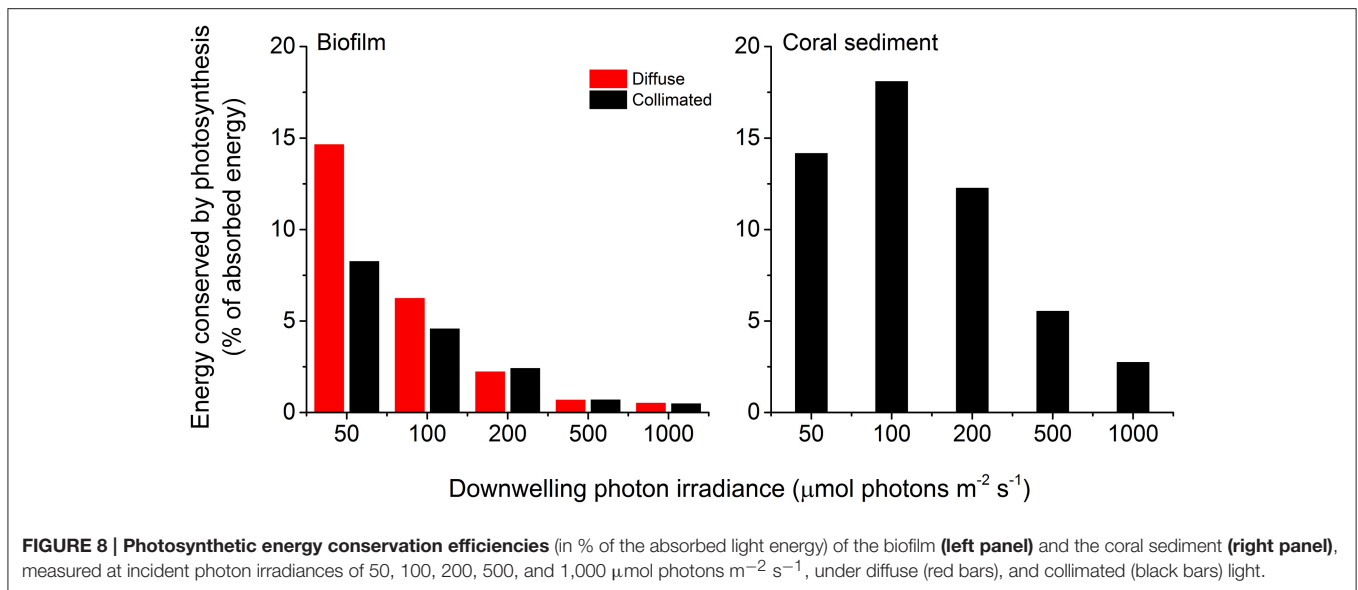 Energy conserved by photosynthesis
(% of absorbed energy)
Biofilm
Diffuse
Collimated
20
15
10
5
0
50 100 200 500 1000
Coral sediment
20
15
10
5
0
50 100 200 500 1000
Downwelling photon irradiance (μmol photons m⁻² s⁻¹)
FIGURE 8 | Photosynthetic energy conservation efficiencies (in % of the absorbed light energy) of the biofilm (left panel) and the coral sediment (right panel),
measured at incident photon irradiances of 50, 100, 200, 500, and 1,000 μmol photons m⁻² s⁻¹, under diffuse (red bars), and collimated (black bars) light.